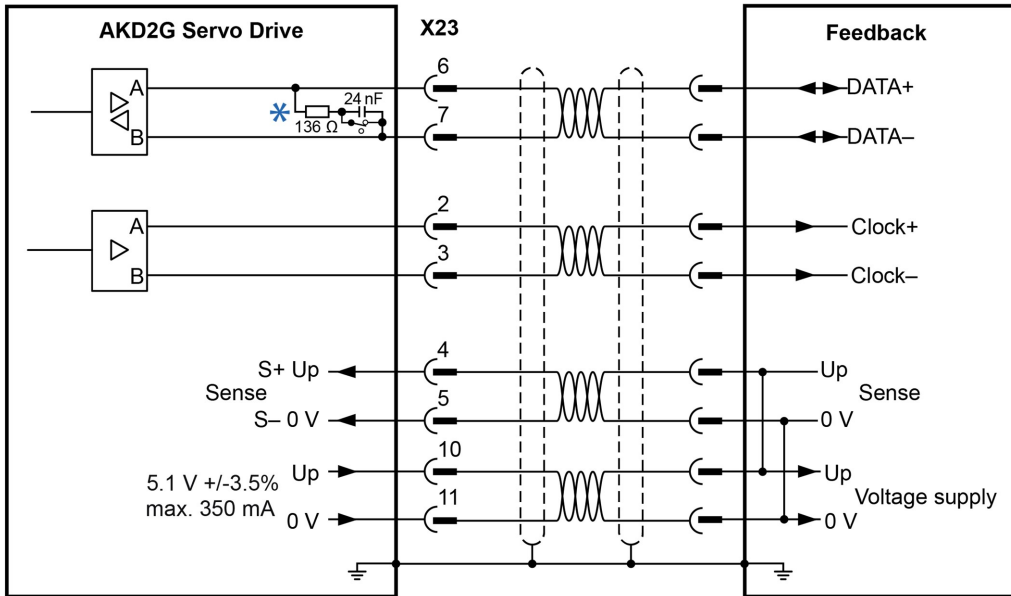 AKD2G Servo Drive
X23
Feedback
A
B
*
136 Ω
24 nF
6
7
DATA+
DATA–
A
B
2
3
Clock+
Clock–
S+ Up
Sense
S– 0 V
4
5
Up
Sense
0 V
5.1 V +/-3.5%
max. 350 mA
Up
0 V
10
11
Up
Voltage supply
0 V